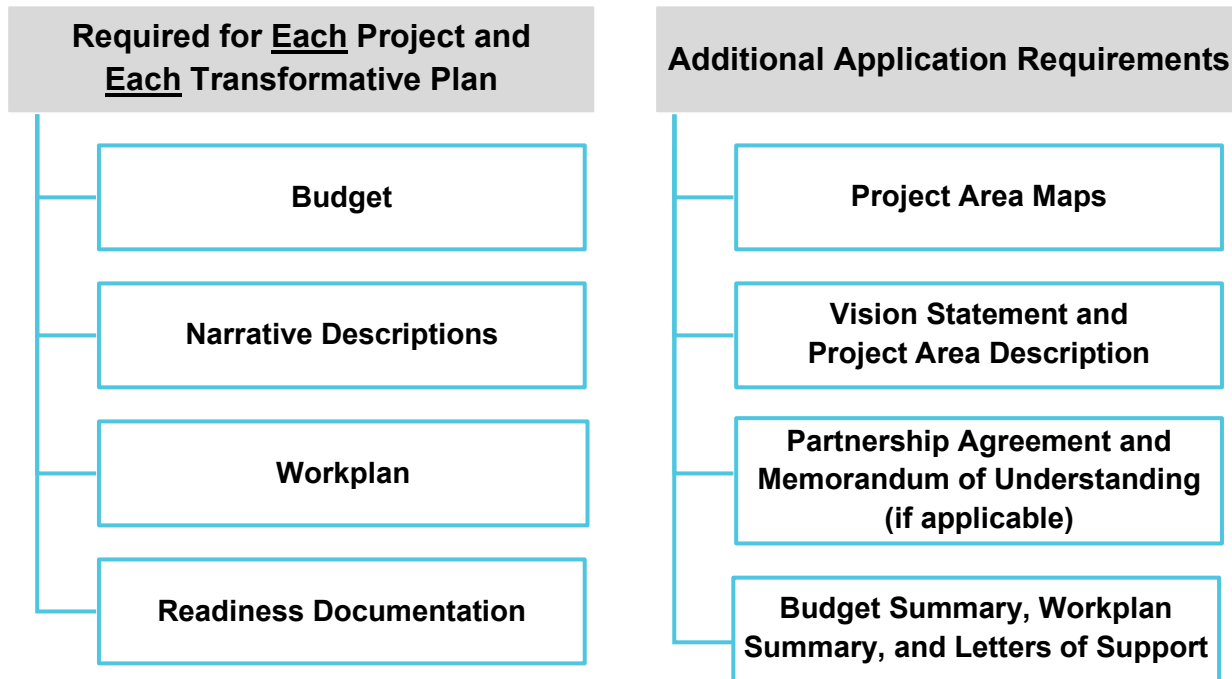 Required for Each Project and
Each Transformative Plan
Budget
Narrative Descriptions
Workplan
Readiness Documentation
Additional Application Requirements
Project Area Maps
Vision Statement and
Project Area Description
Partnership Agreement and
Memorandum of Understanding
(if applicable)
Budget Summary, Workplan
Summary, and Letters of Support